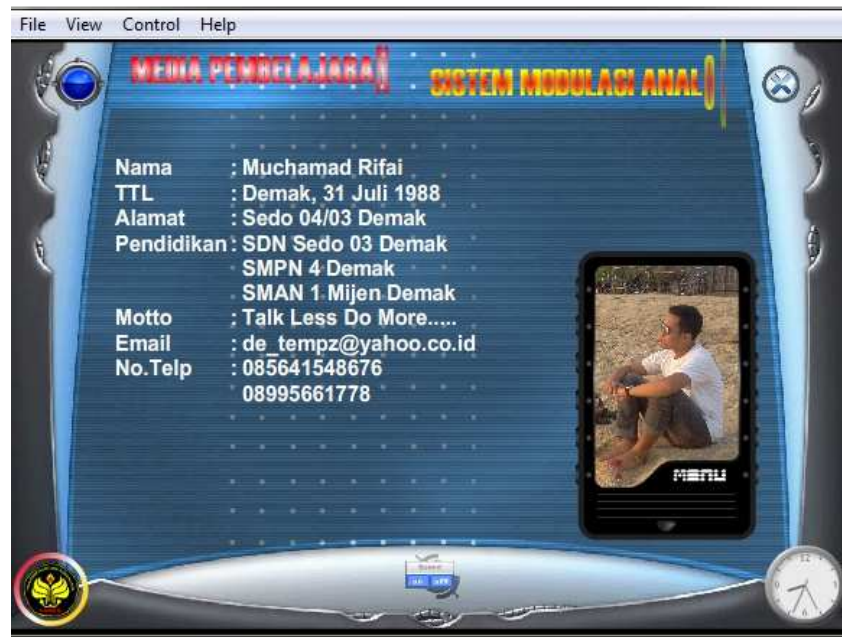 File View Control Help
MEDIA PEMBELAJARAN
SISTEM MODULASI ANAL
Nama : Muchamad Rifai
TTL : Demak, 31 Juli 1988
Alamat : Sedo 04/03 Demak
Pendidikan : SDN Sedo 03 Demak
SMPN 4 Demak
SMAN 1 Mijen Demak
Motto : Talk Less Do More.....
Email : de_tempz@yahoo.co.id
No.Telp : 085641548676
08995661778
MENU
12